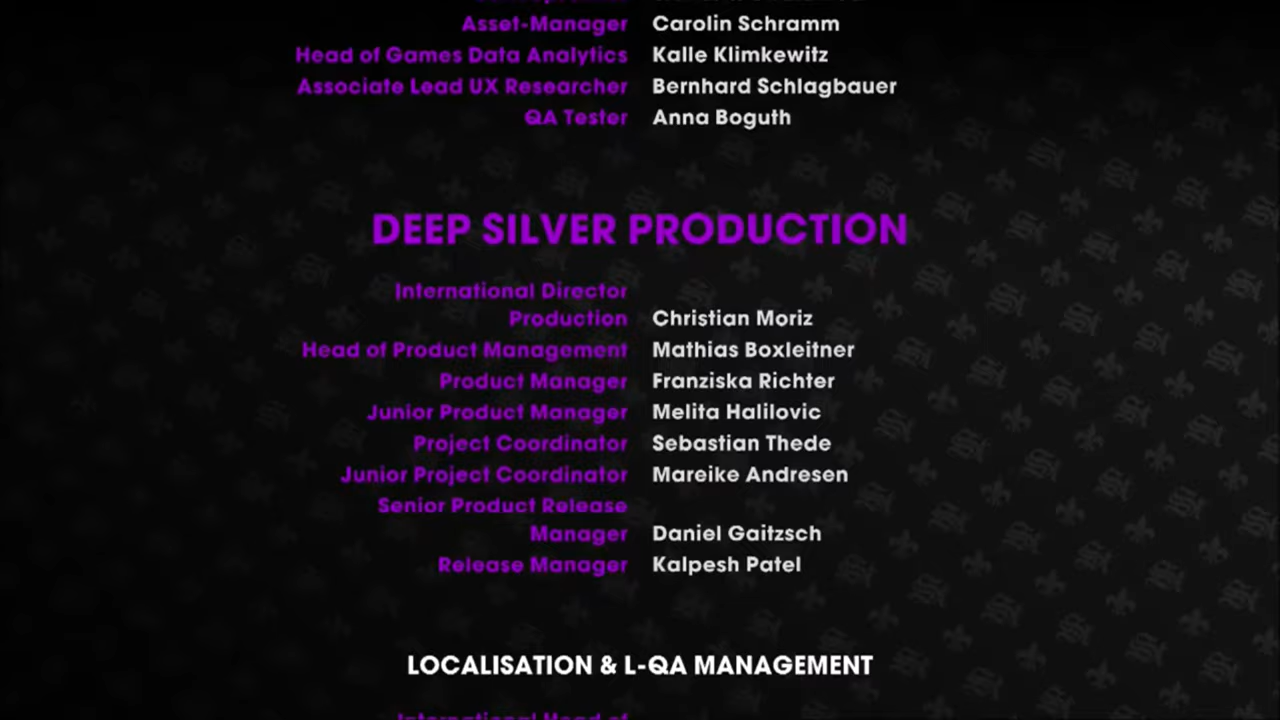 Asset-Manager Carolin Schramm
Head of Games Data Analytics Kalle Klimkewitz
Associate Lead UX Researcher Bernhard Schlagbauer
QA Tester Anna Boguth
DEEP SILVER PRODUCTION
International Director
Production Christian Moriz
Head of Product Management Mathias Boxleitner
Product Manager Franziska Richter
Junior Product Manager Melita Halilovic
Project Coordinator Sebastian Thede
Junior Project Coordinator Mareike Andresen
Senior Product Release
Manager Daniel Gaitzsch
Release Manager Kalpesh Patel
LOCALISATION & L-QA MANAGEMENT
International Head of